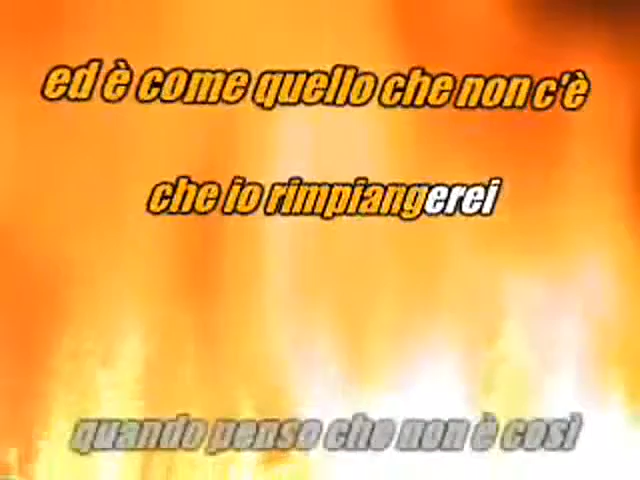 ed è come quello che non c'è
che io rimpiangerei
quando penso che non è così